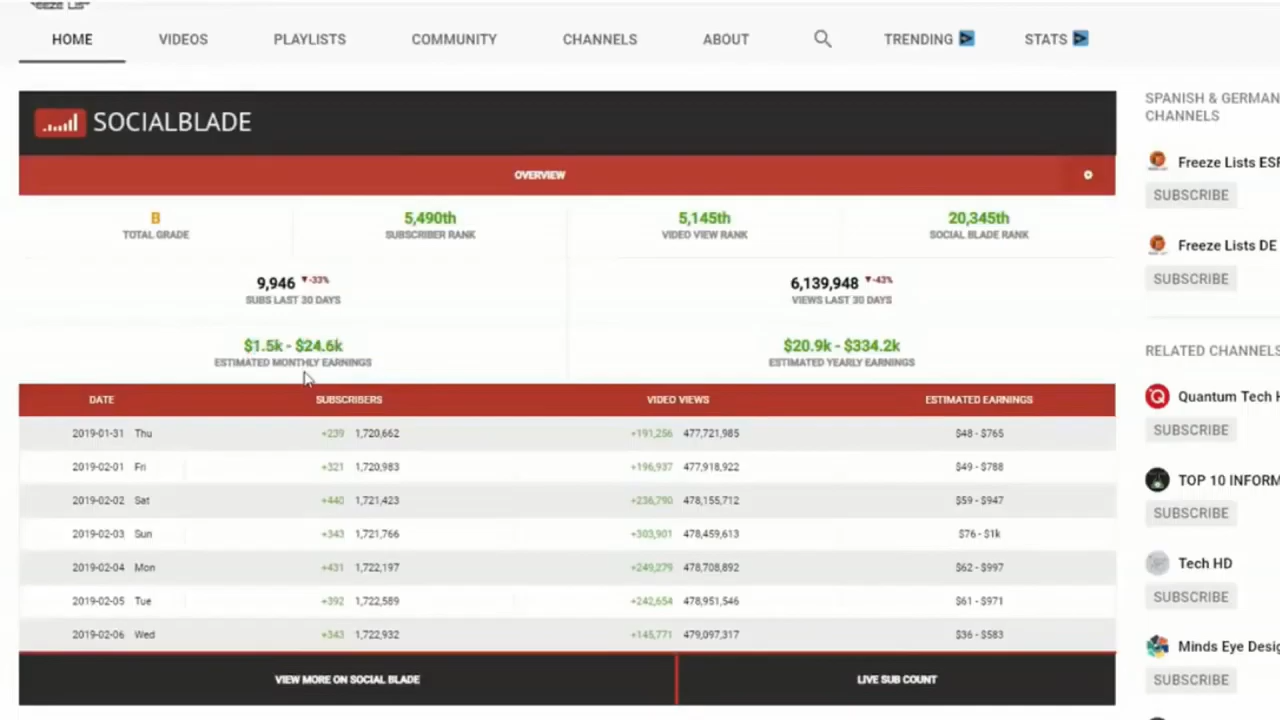 HOME VIDEOS PLAYLISTS COMMUNITY CHANNELS ABOUT TRENDING STATS
SOCIALBLADE
OVERVIEW
B 5,490th 5,145th 20,345th
TOTAL GRADE SUBSCRIBER RANK VIDEO VIEW RANK SOCIAL BLADE RANK
9,946 ▼-33% 6,139,948 ▼-43%
SUBS LAST 30 DAYS VIEWS LAST 30 DAYS
$1.5k - $24.6k $20.9k - $334.2k
ESTIMATED MONTHLY EARNINGS ESTIMATED YEARLY EARNINGS
DATE SUBSCRIBERS VIDEO VIEWS ESTIMATED EARNINGS
2019-01-31 Thu +239 1,720,662 +191,256 477,721,985 $48 - $765
2019-02-01 Fri +321 1,720,983 +196,937 477,918,922 $49 - $788
2019-02-02 Sat +440 1,721,423 +236,790 478,155,712 $59 - $947
2019-02-03 Sun +343 1,721,766 +303,901 478,459,613 $76 - $1k
2019-02-04 Mon +431 1,722,197 +249,279 478,708,892 $62 - $997
2019-02-05 Tue +392 1,722,589 +242,654 478,951,546 $61 - $971
2019-02-06 Wed +343 1,722,932 +145,771 479,097,317 $36 - $583
VIEW MORE ON SOCIAL BLADE LIVE SUB COUNT
SPANISH & GERMAN
CHANNELS
Freeze Lists ESP
SUBSCRIBE
Freeze Lists DE
SUBSCRIBE
RELATED CHANNELS
Quantum Tech H
SUBSCRIBE
TOP 10 INFORM
SUBSCRIBE
Tech HD
SUBSCRIBE
Minds Eye Desig
SUBSCRIBE